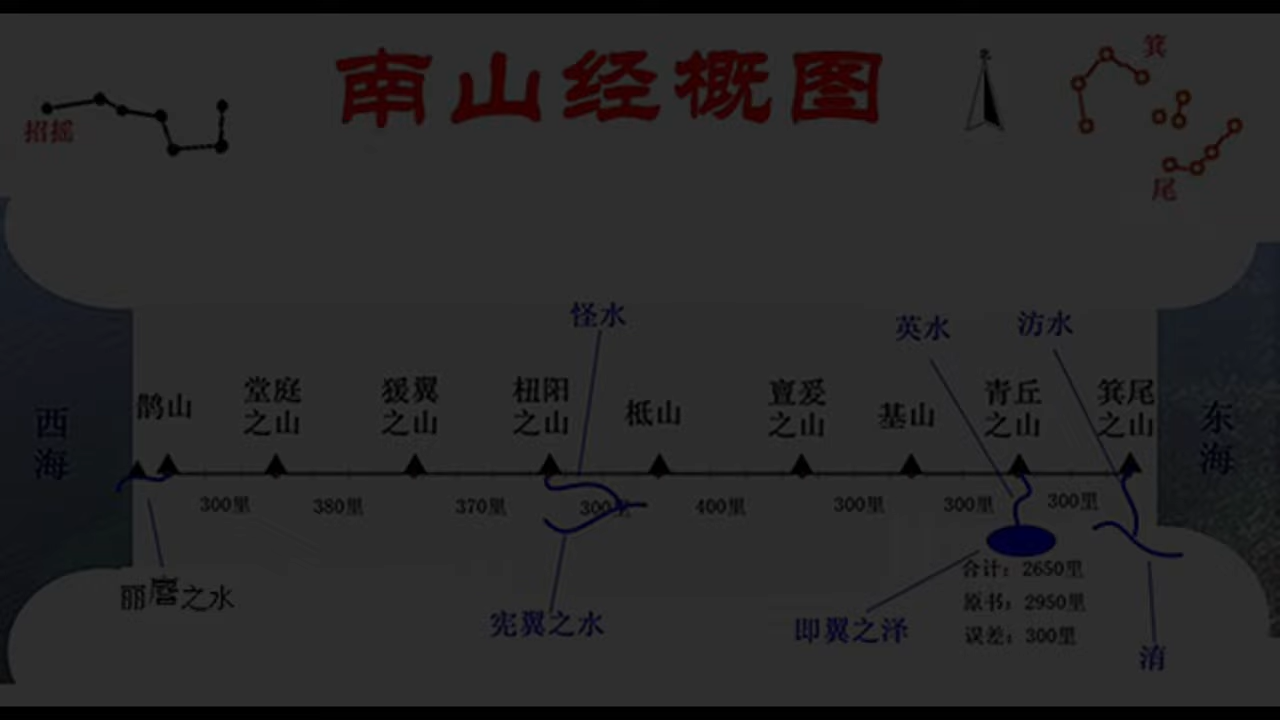 南山经概图
N
招摇
箕
尾
怪水
英水
汸水
鹊山
堂庭
之山
猨翼
之山
杻阳
之山
柢山
亶爰
之山
基山
青丘
之山
箕尾
之山
西
海
东
海
300里
380里
370里
300里
400里
300里
300里
300里
丽𪊨之水
宪翼之水
即翼之泽
合计：2650里
原书：2950里
误差：300里
淯